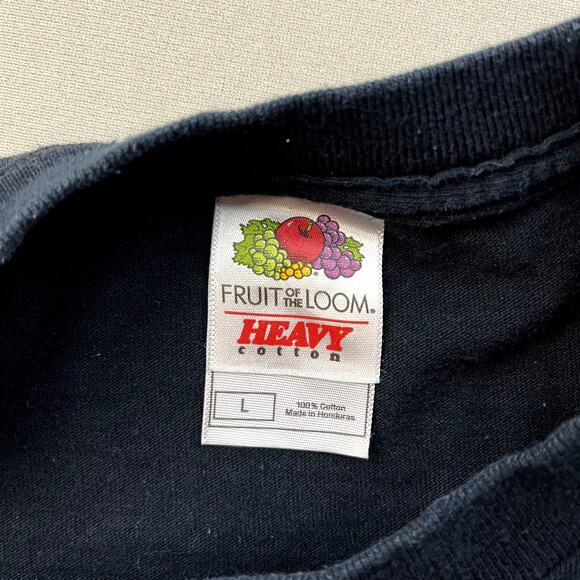 FRUIT OF THE LOOM®
HEAVY
cotton
L
100% Cotton
Made in Honduras